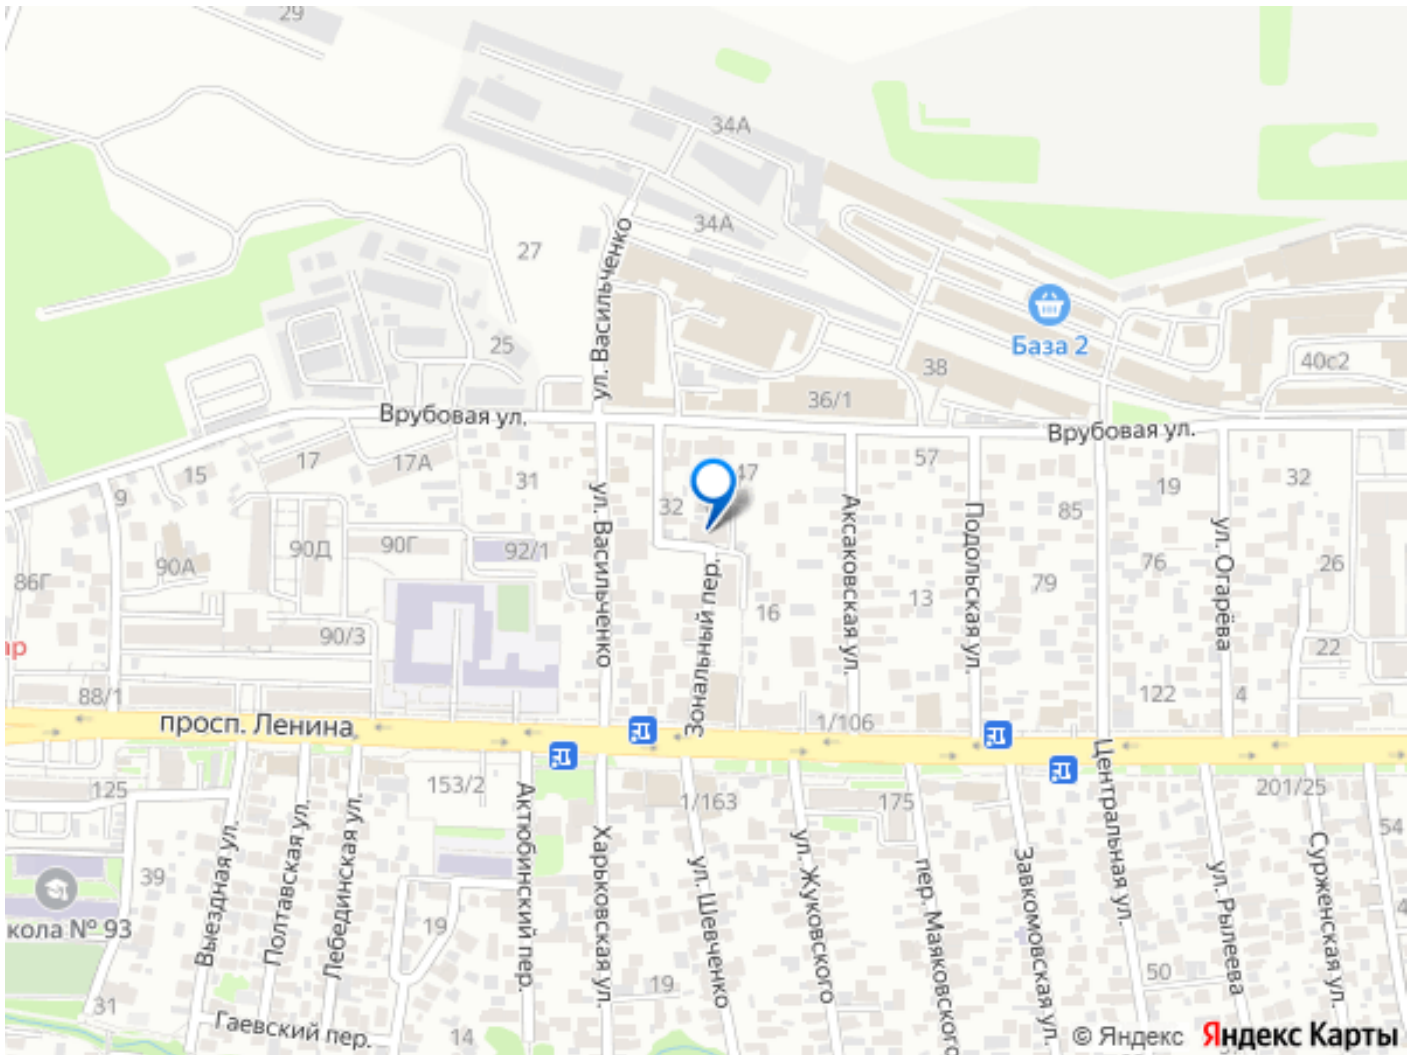 29
34А
34А
27
ул. Васильченко
25
База 2
40с2
38
36/1
Врубовая ул.
Врубовая ул.
17
17А
15
9
31
47
57
32
19
32
ул. Васильченко
32
Аксаковская ул.
Подольская ул.
85
ул. Огарёва
90Д
90Г
92/1
90А
86Г
76
26
79
13
16
Зональный пер.
90/3
ар
22
88/1
122
4
1/106
просп. Ленина
125
153/2
1/163
175
201/25
54
Центральная ул.
Актюбинский пер.
Харьковская ул.
ул. Шевченко
ул. Жуковского
пер. Маяковского
Завкомовская ул.
ул. Рылеева
Сурженская ул.
Выездная ул.
Полтавская ул.
Лебединская ул.
39
кола № 93
19
19
50
31
Гаевский пер.
14
© Яндекс Яндекс Карты